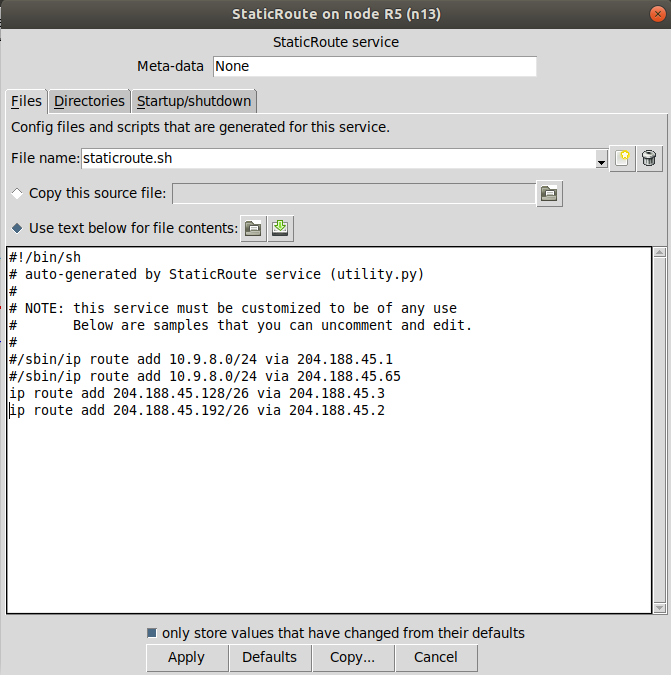 StaticRoute on node R5 (n13)
StaticRoute service
Meta-data None
Files Directories Startup/shutdown
Config files and scripts that are generated for this service.
File name: staticroute.sh
Copy this source file:
Use text below for file contents:
#!/bin/sh
# auto-generated by StaticRoute service (utility.py)
#
# NOTE: this service must be customized to be of any use
#       Below are samples that you can uncomment and edit.
#
#/sbin/ip route add 10.9.8.0/24 via 204.188.45.1
#/sbin/ip route add 10.9.8.0/24 via 204.188.45.65
ip route add 204.188.45.128/26 via 204.188.45.3
ip route add 204.188.45.192/26 via 204.188.45.2
only store values that have changed from their defaults
Apply Defaults Copy... Cancel